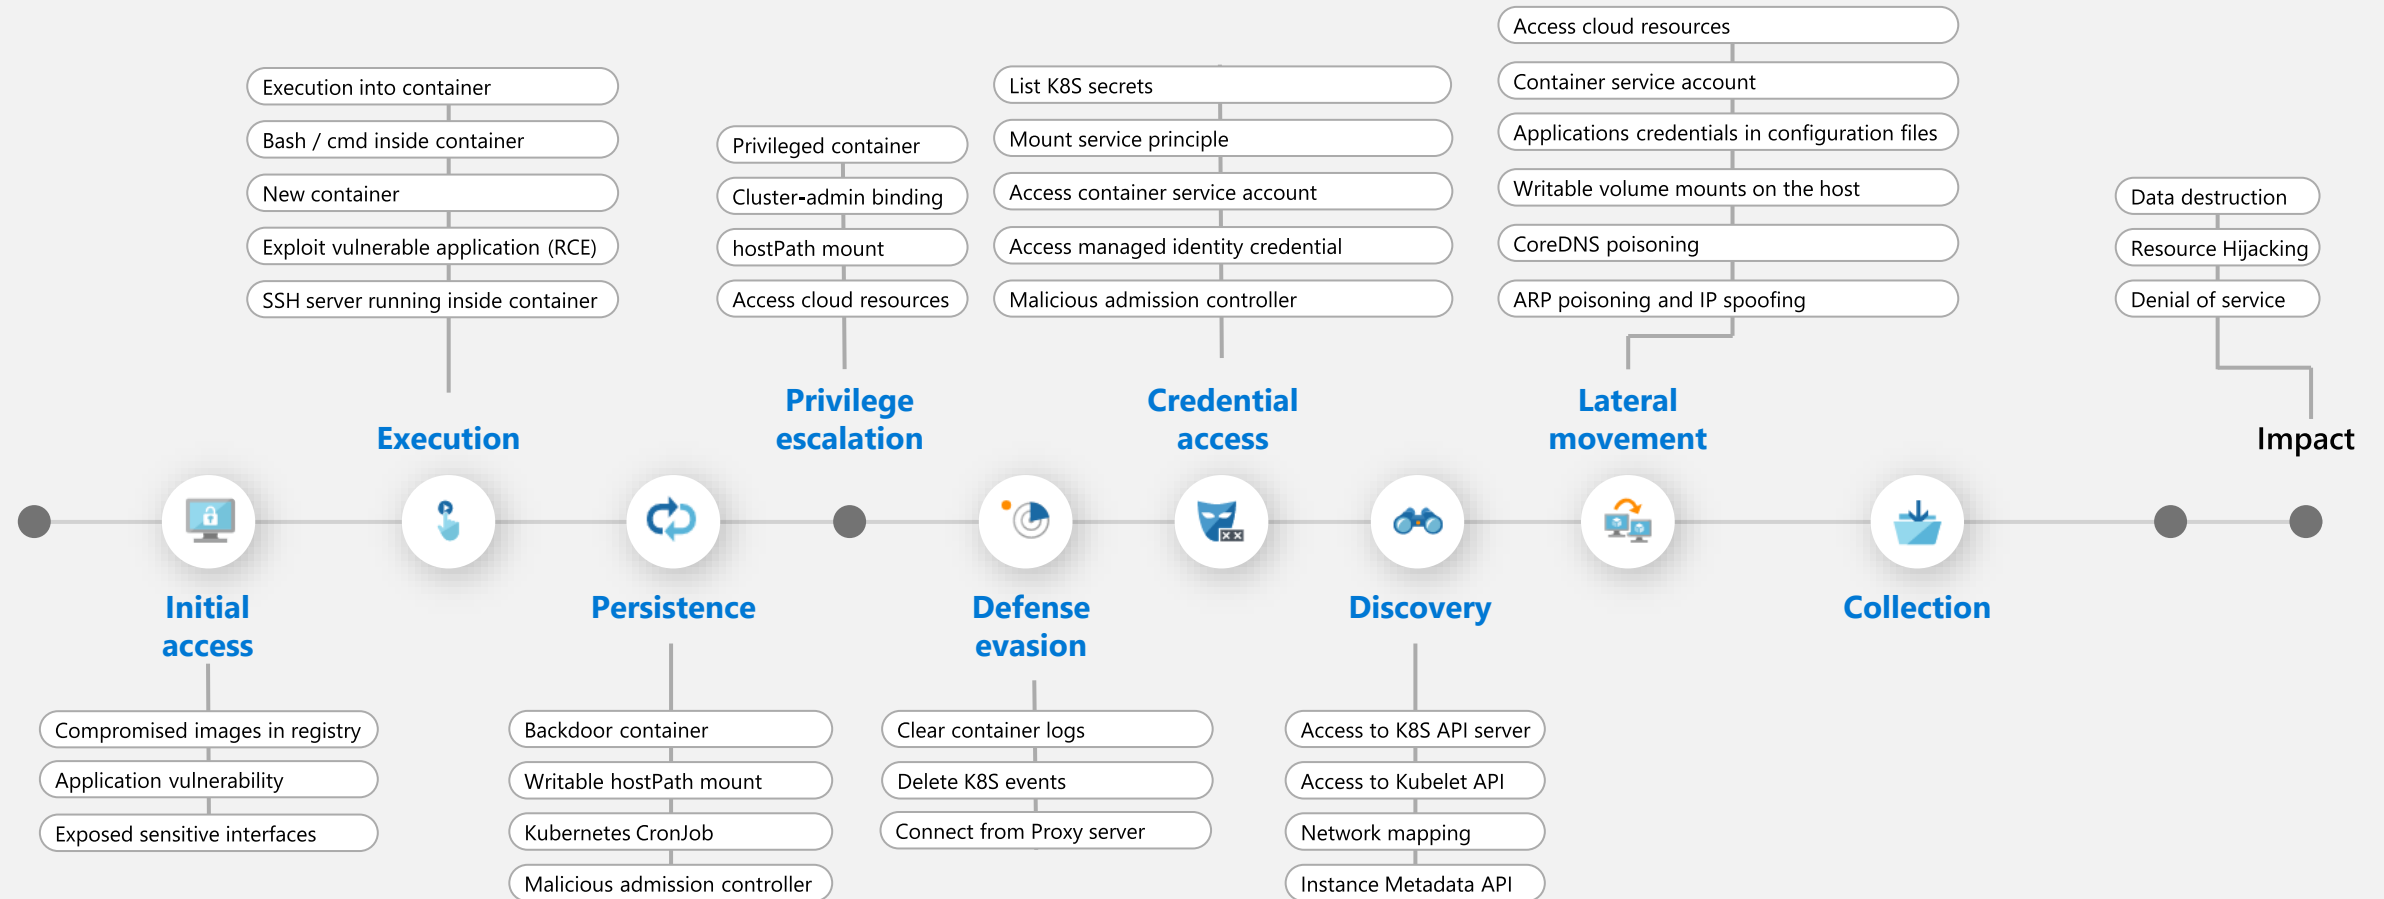 Execution into container
Bash / cmd inside container
New container
Exploit vulnerable application (RCE)
SSH server running inside container
Execution
Privileged container
Cluster-admin binding
hostPath mount
Access cloud resources
Privilege
escalation
List K8S secrets
Mount service principle
Access container service account
Access managed identity credential
Malicious admission controller
Credential
access
Access cloud resources
Container service account
Applications credentials in configuration files
Writable volume mounts on the host
CoreDNS poisoning
ARP poisoning and IP spoofing
Lateral
movement
Data destruction
Resource Hijacking
Denial of service
Impact
Initial
access
Compromised images in registry
Application vulnerability
Exposed sensitive interfaces
Persistence
Backdoor container
Writable hostPath mount
Kubernetes CronJob
Malicious admission controller
Defense
evasion
Clear container logs
Delete K8S events
Connect from Proxy server
Discovery
Access to K8S API server
Access to Kubelet API
Network mapping
Instance Metadata API
Collection